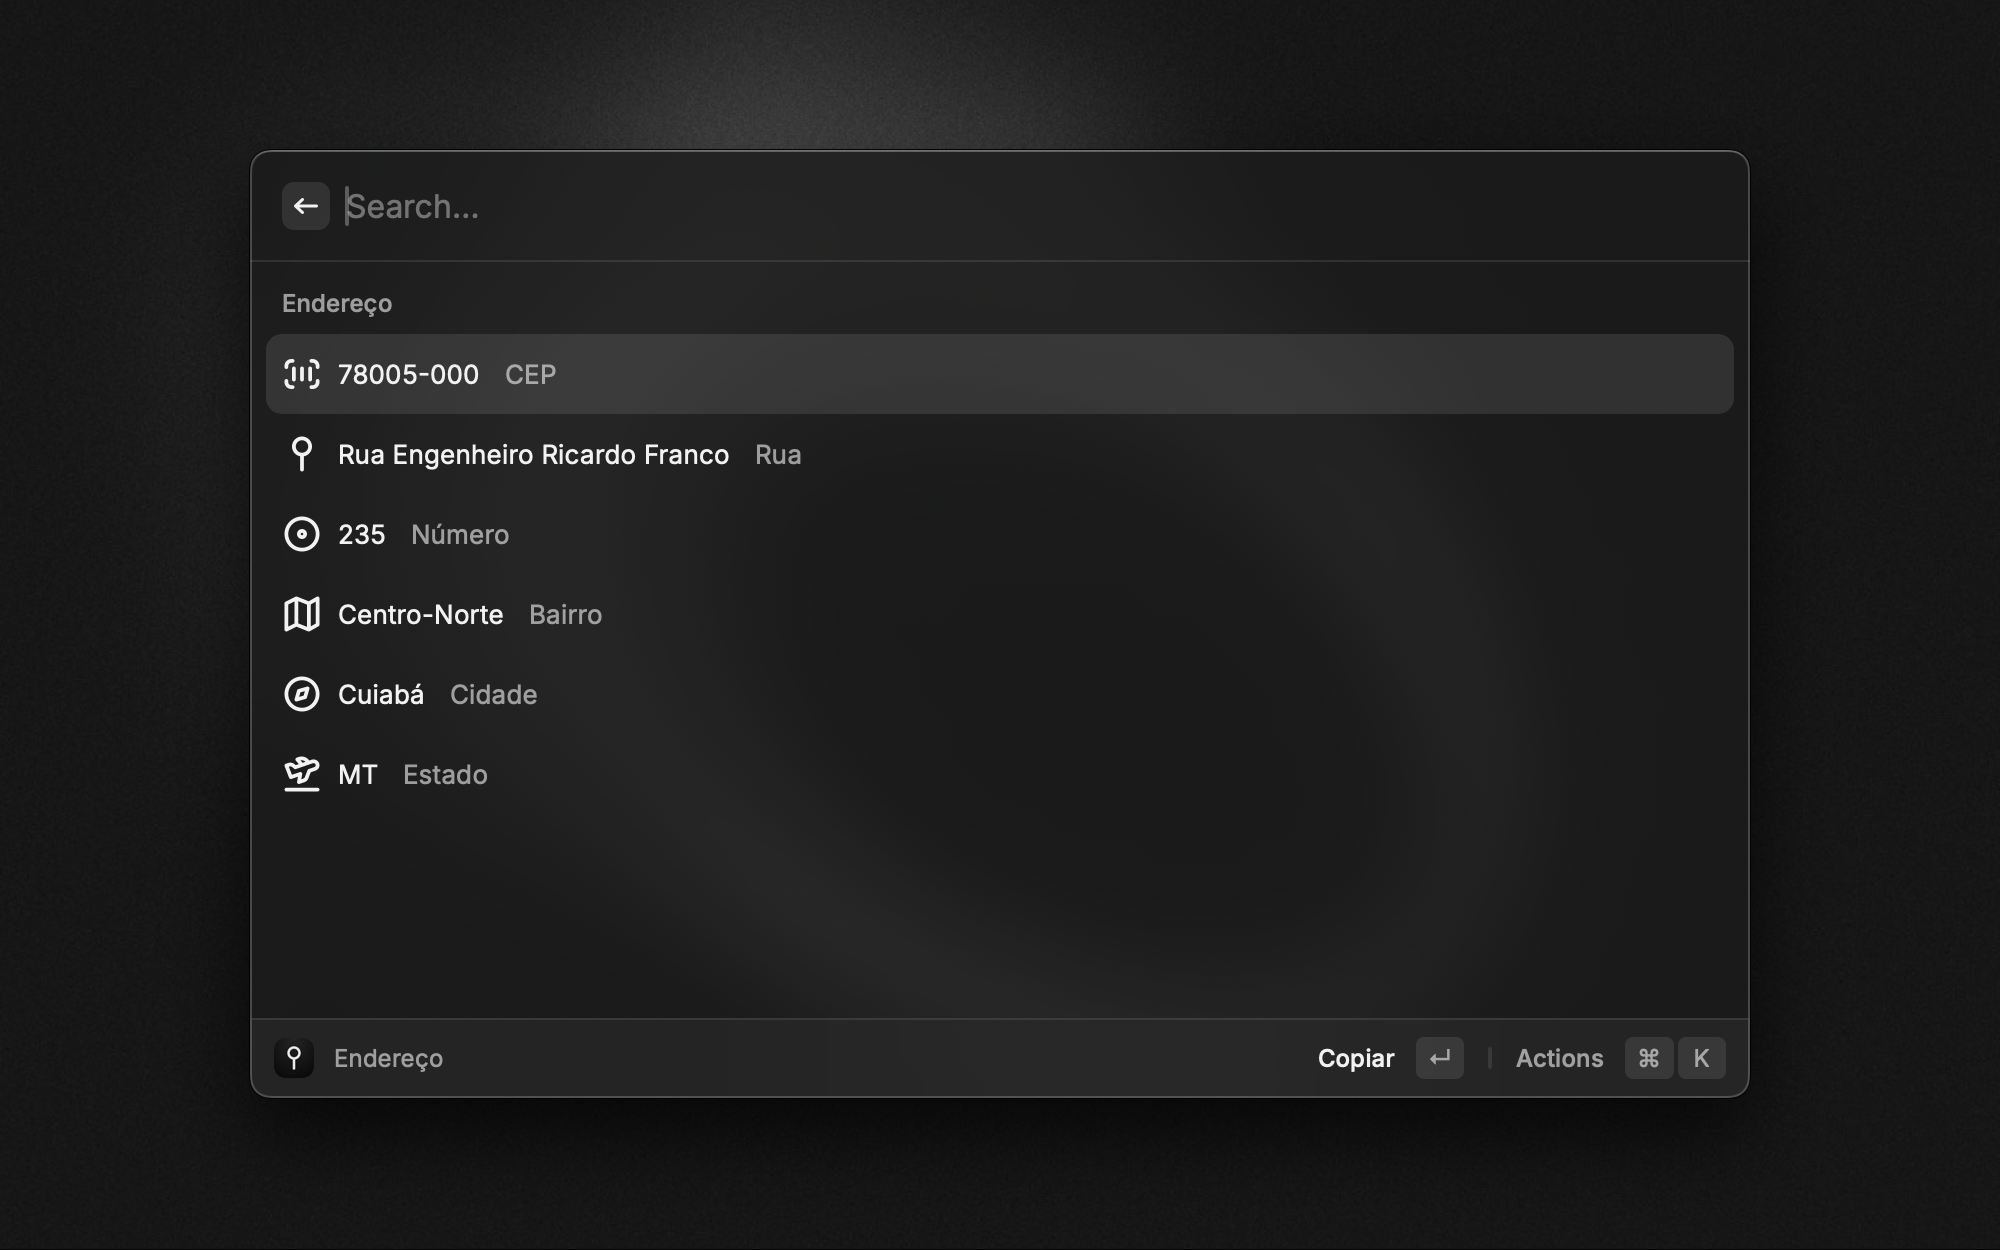 Search...
Endereço
78005-000 CEP
Rua Engenheiro Ricardo Franco Rua
235 Número
Centro-Norte Bairro
Cuiabá Cidade
MT Estado
Endereço Copiar ↵ Actions ⌘ K